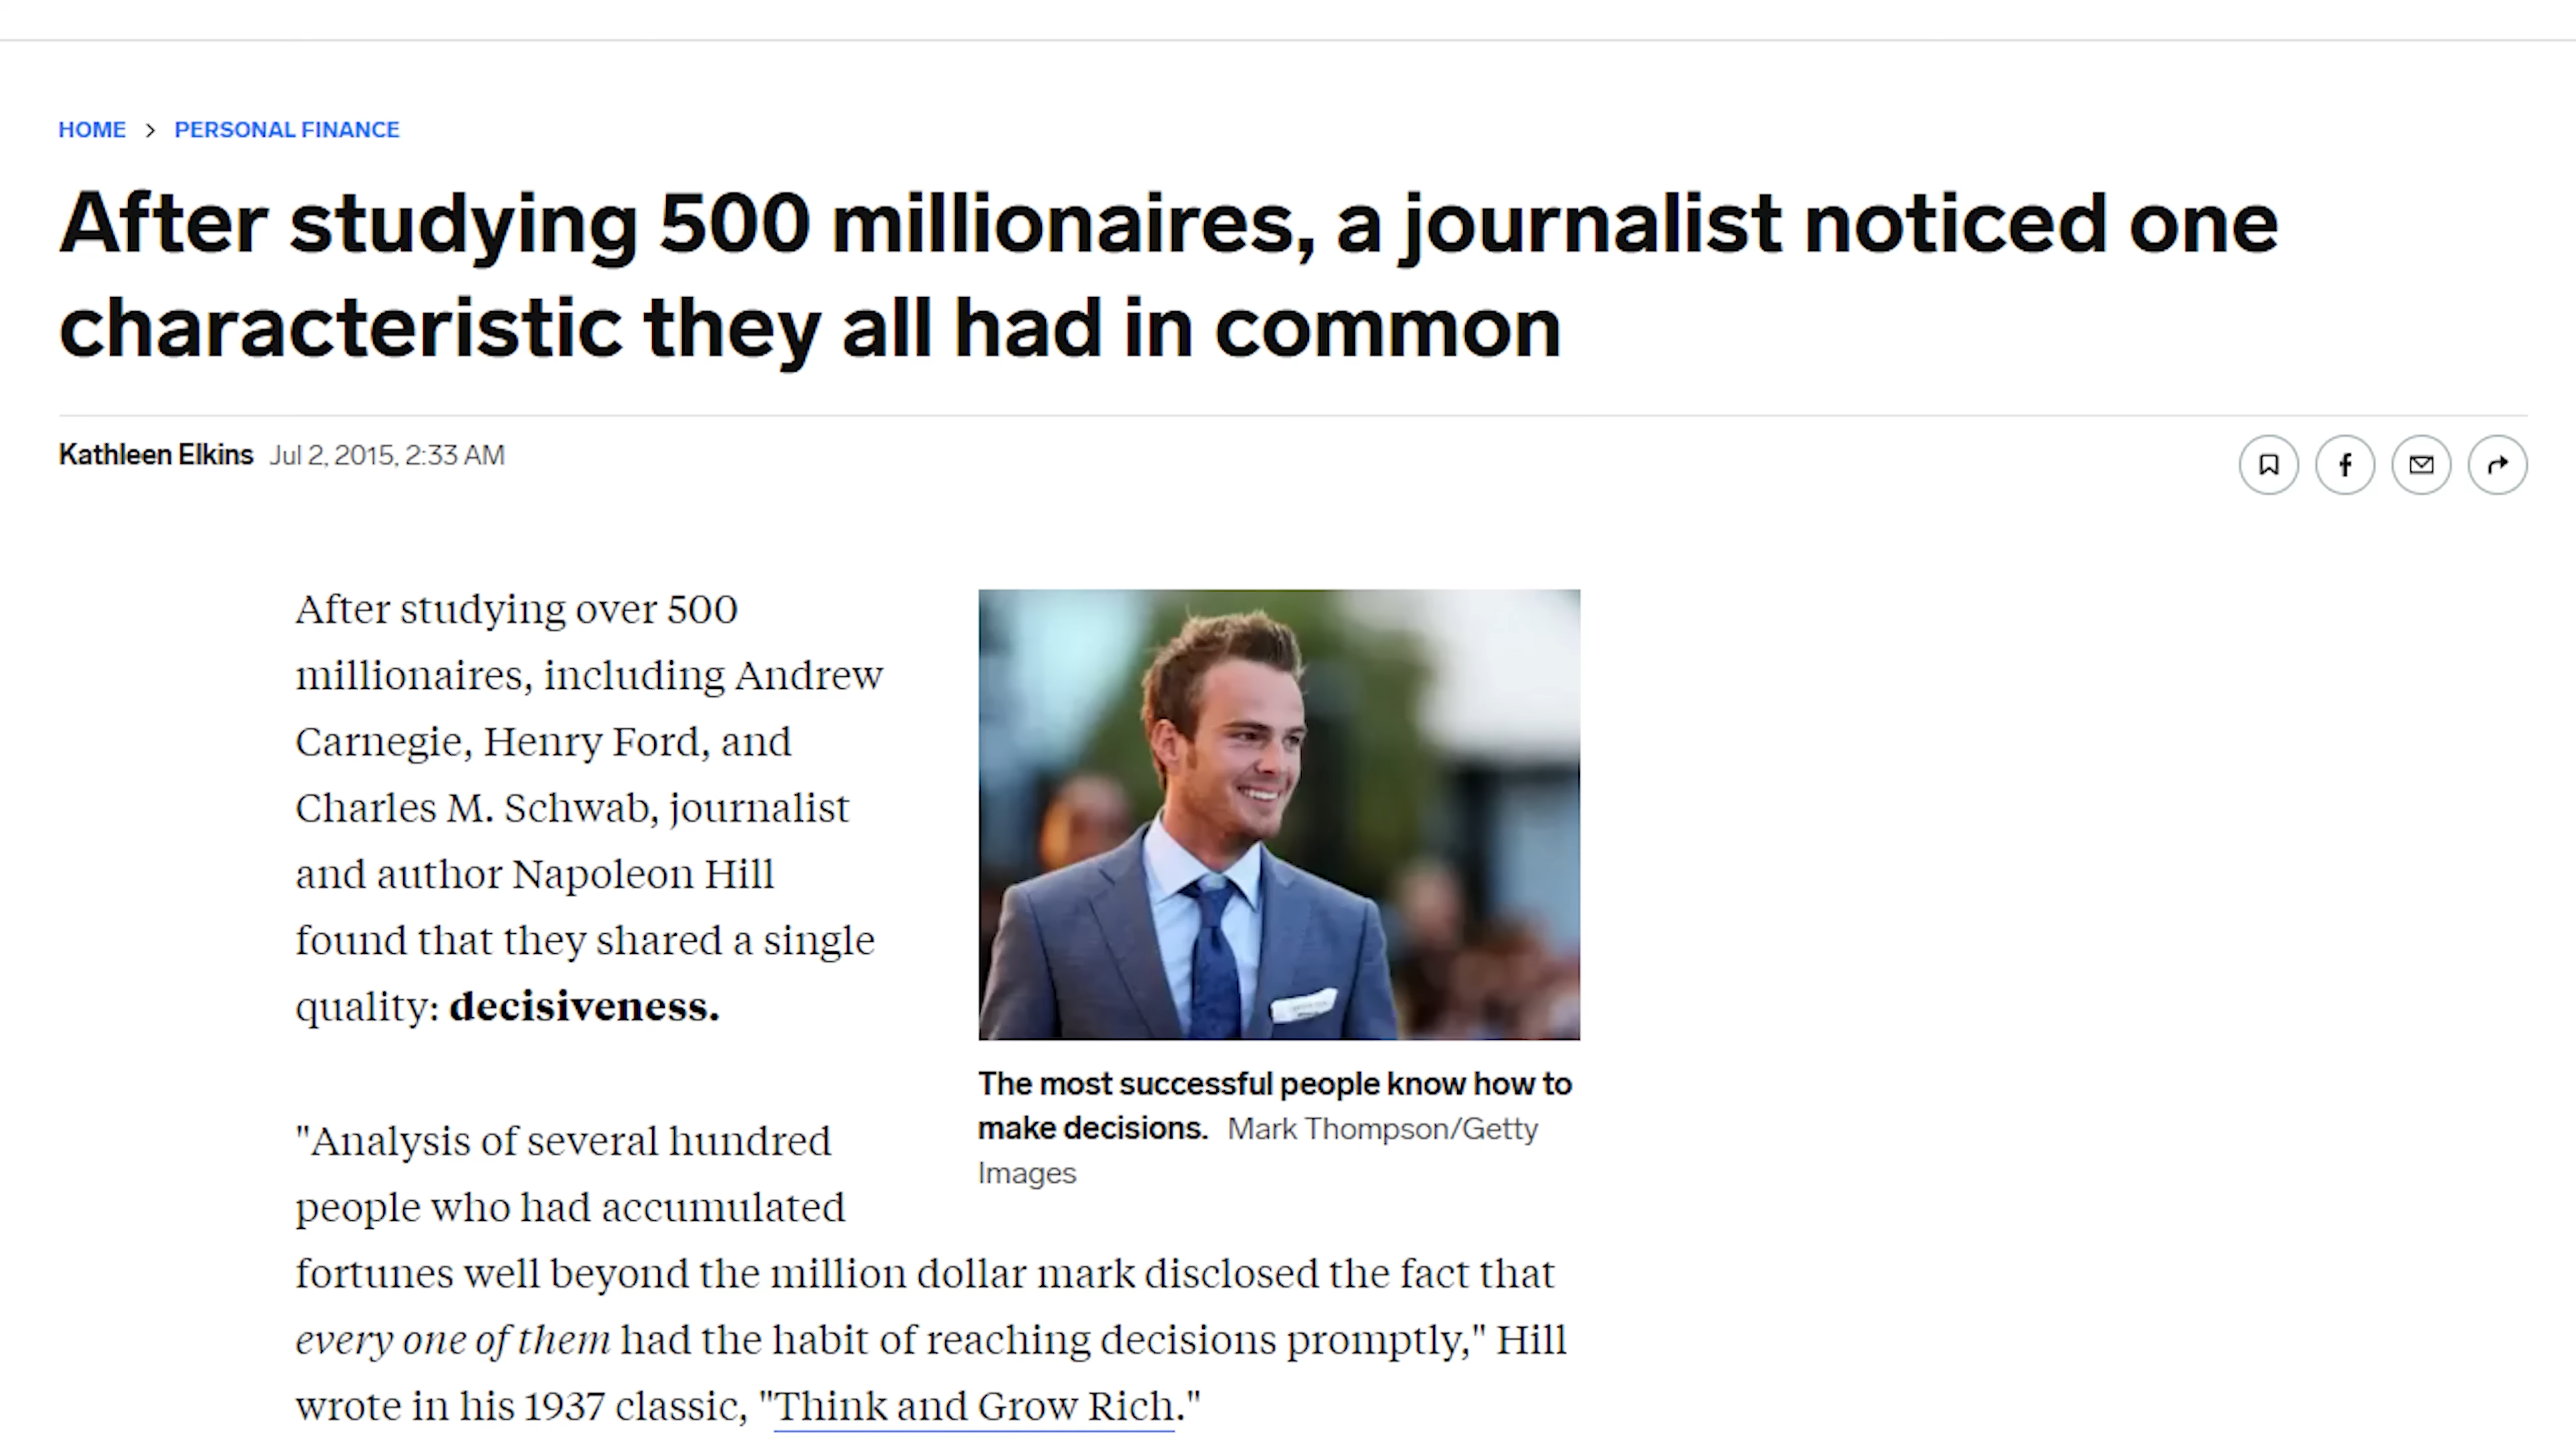 HOME > PERSONAL FINANCE
After studying 500 millionaires, a journalist noticed one
characteristic they all had in common
Kathleen Elkins Jul 2, 2015, 2:33 AM
After studying over 500
millionaires, including Andrew
Carnegie, Henry Ford, and
Charles M. Schwab, journalist
and author Napoleon Hill
found that they shared a single
quality: decisiveness.
The most successful people know how to
make decisions. Mark Thompson/Getty
Images
"Analysis of several hundred
people who had accumulated
fortunes well beyond the million dollar mark disclosed the fact that
every one of them had the habit of reaching decisions promptly," Hill
wrote in his 1937 classic, "Think and Grow Rich."